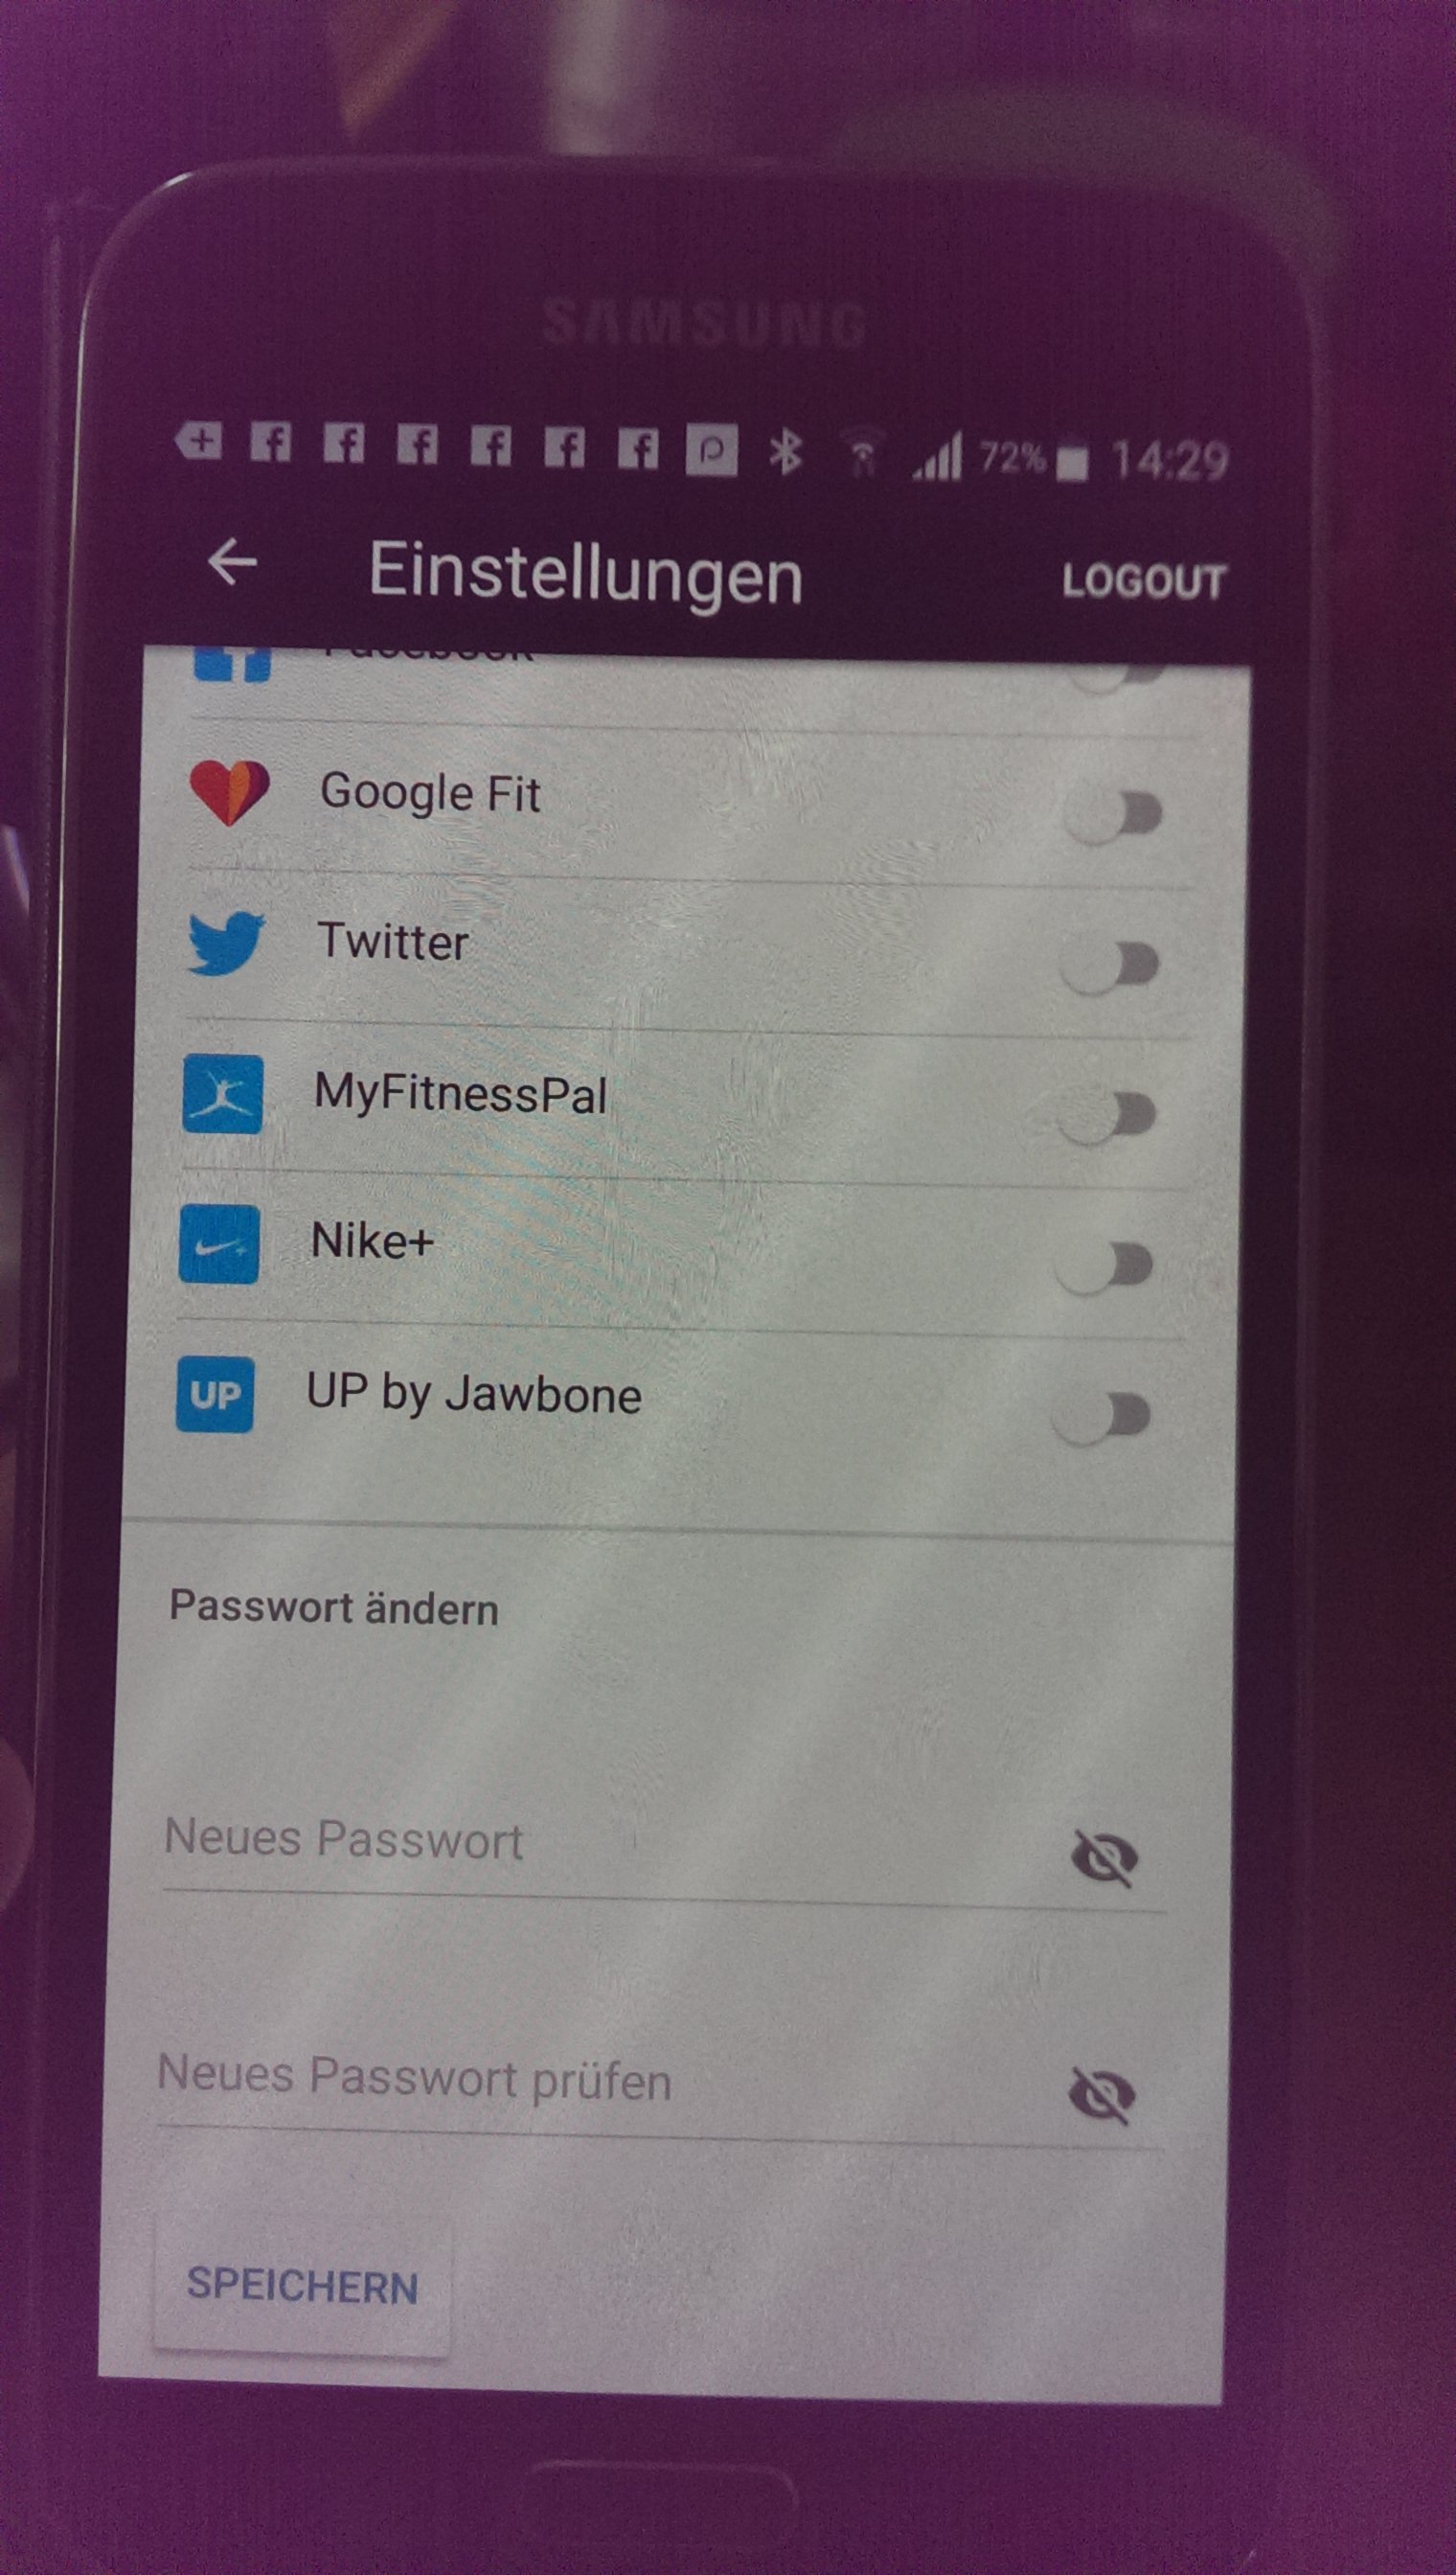 SAMSUNG
72% 14:29
Einstellungen LOGOUT
Facebook
Google Fit
Twitter
MyFitnessPal
Nike+
UP UP by Jawbone
Passwort ändern
Neues Passwort
Neues Passwort prüfen
SPEICHERN